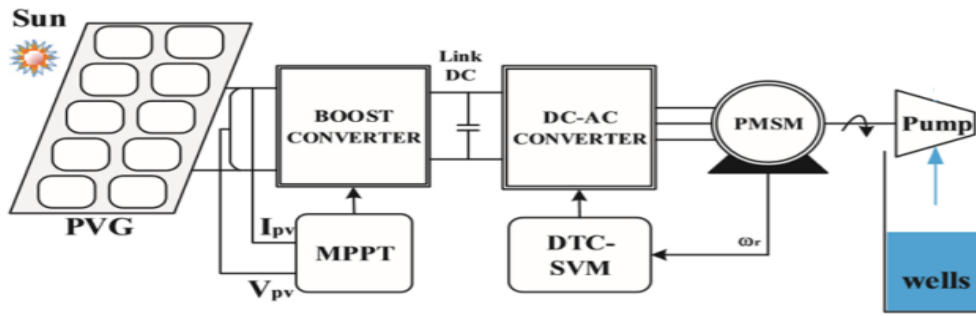 Sun
PVG
Ipv
Vpv
BOOST
CONVERTER
MPPT
Link
DC
DC-AC
CONVERTER
DTC-
SVM
PMSM
ωr
Pump
wells